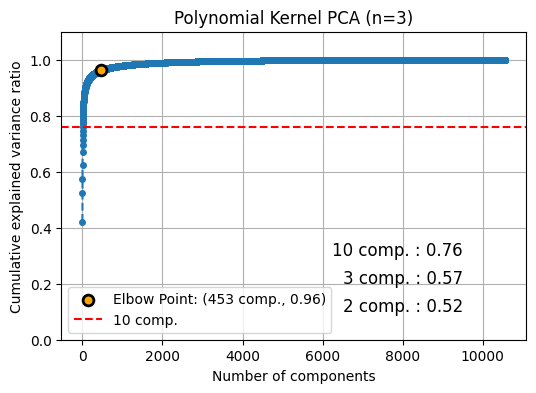 Polynomial Kernel PCA (n=3)
Cumulative explained variance ratio
1.0
0.8
0.6
0.4
0.2
0.0
10 comp. : 0.76
3 comp. : 0.57
2 comp. : 0.52
Elbow Point: (453 comp., 0.96)
10 comp.
0 2000 4000 6000 8000 10000
Number of components